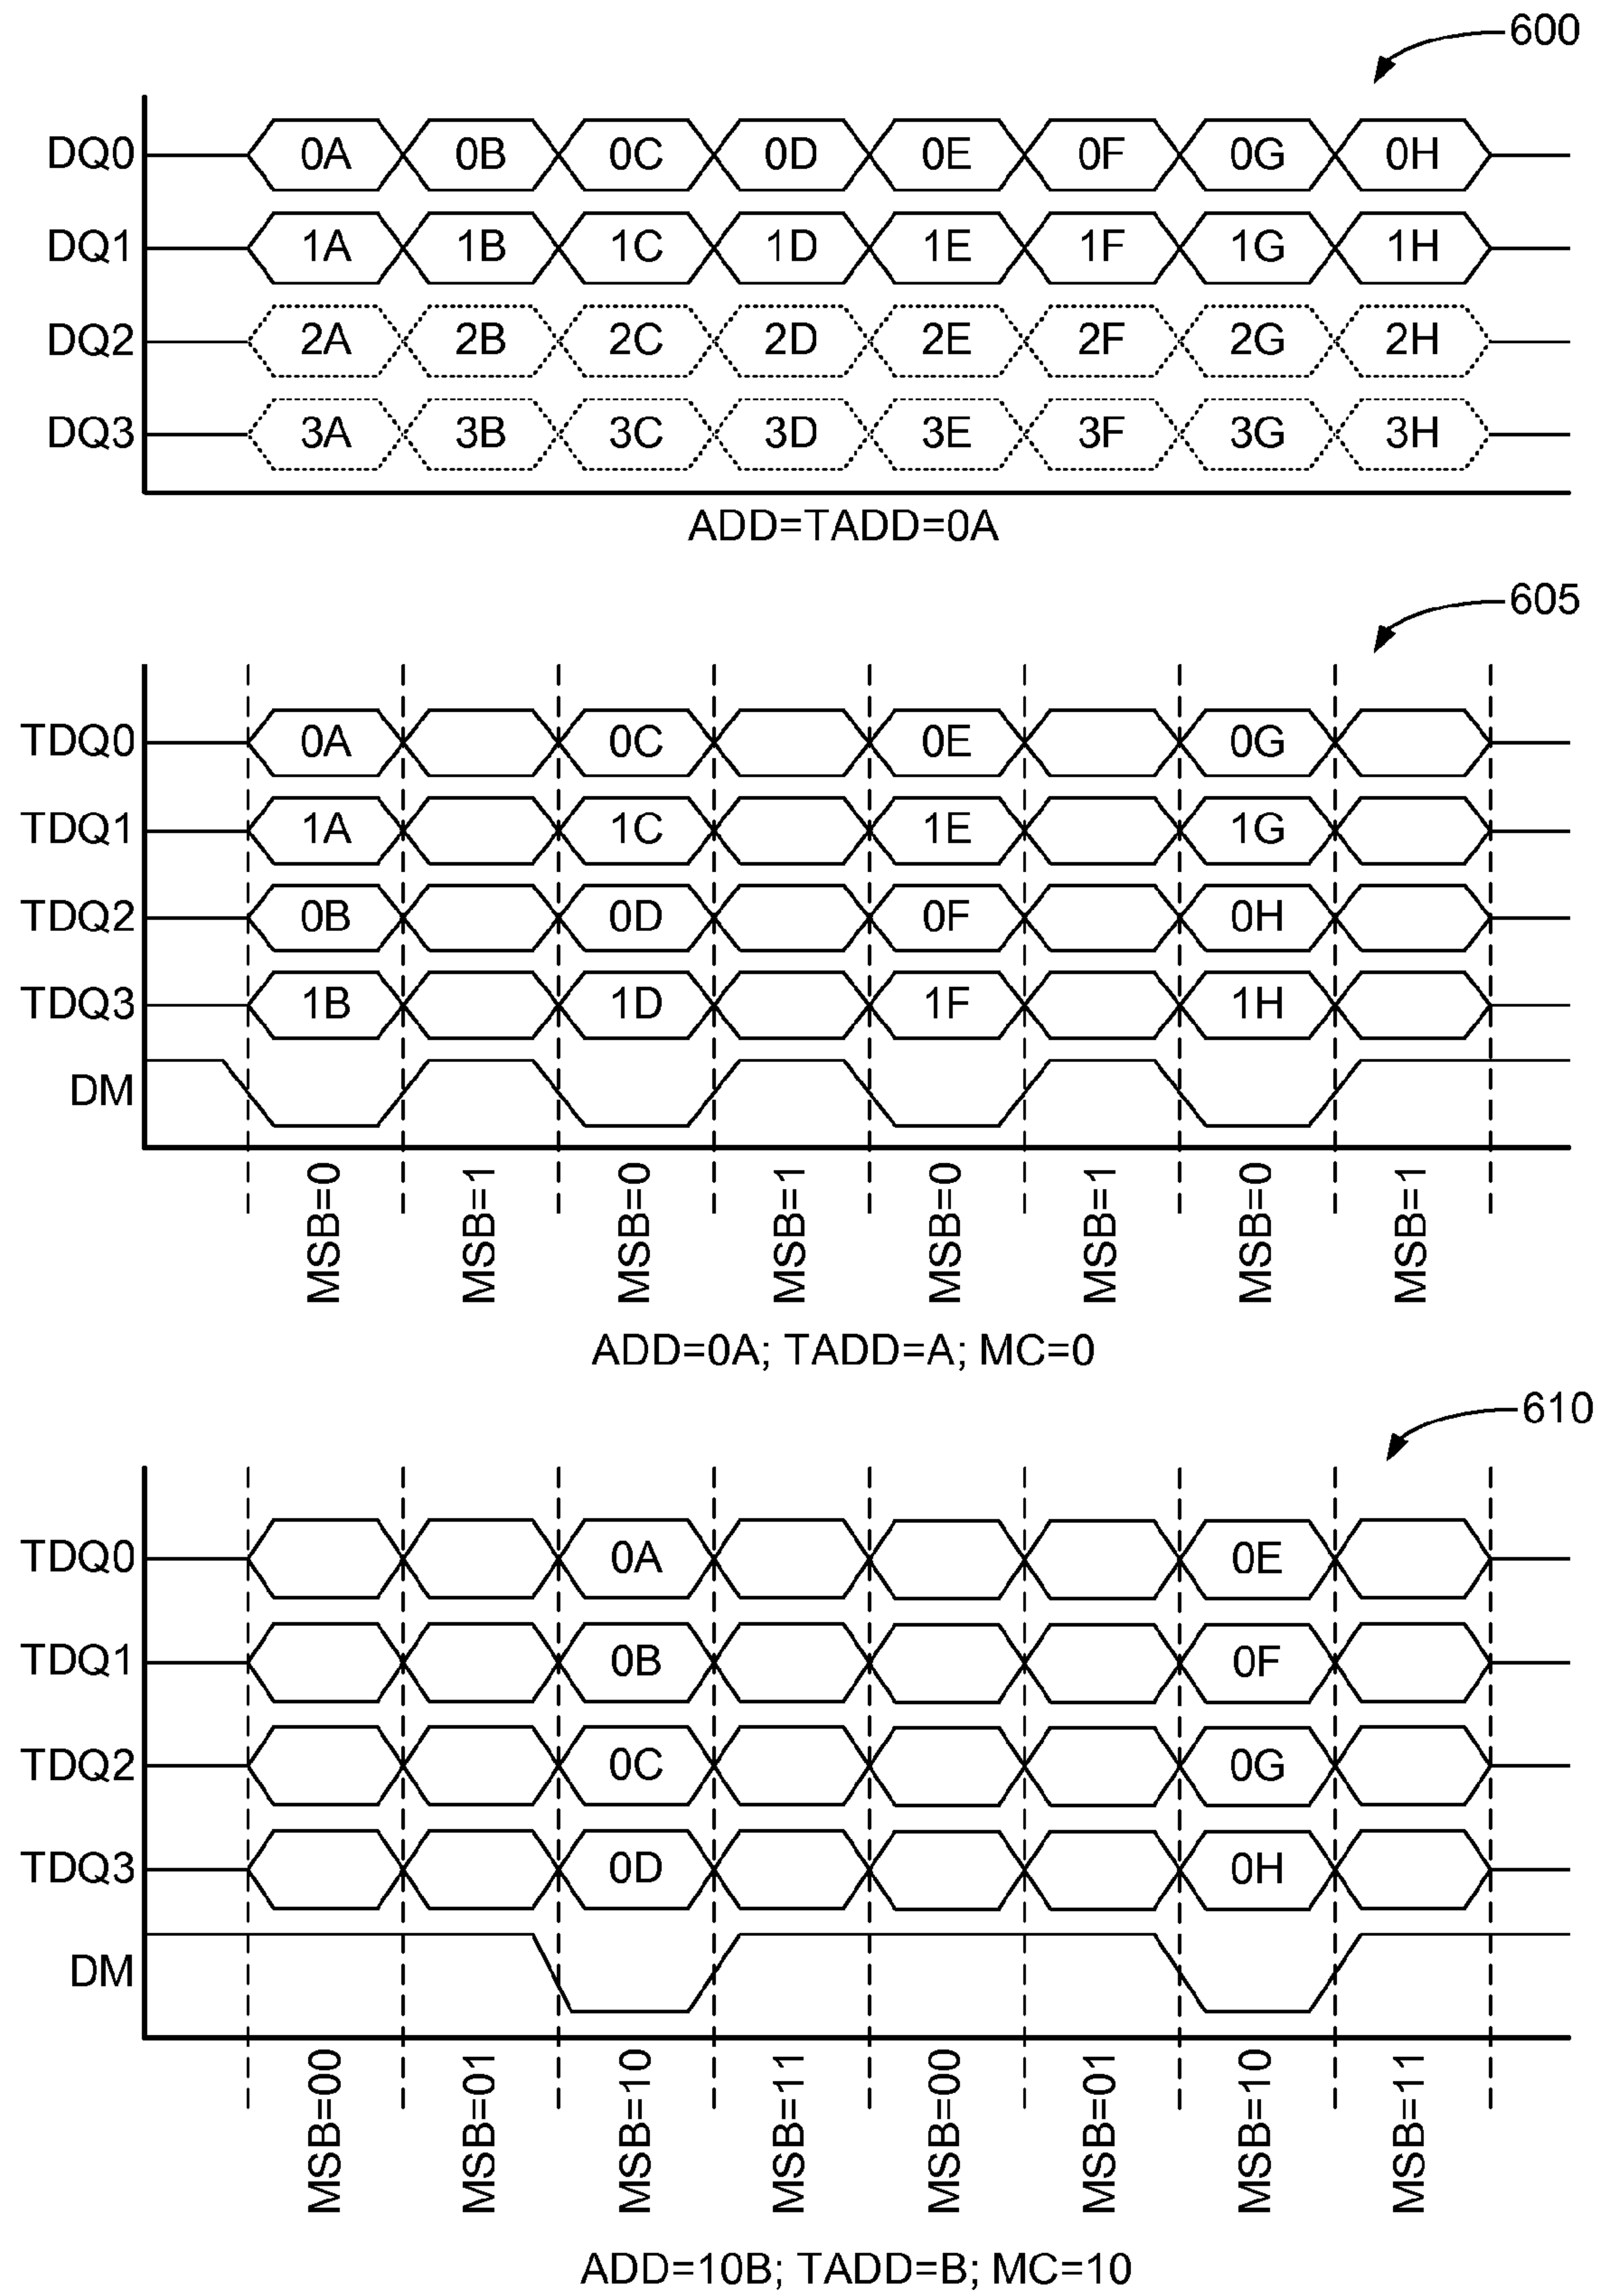 600
DQ0 0A 0B 0C 0D 0E 0F 0G 0H
DQ1 1A 1B 1C 1D 1E 1F 1G 1H
DQ2 2A 2B 2C 2D 2E 2F 2G 2H
DQ3 3A 3B 3C 3D 3E 3F 3G 3H
ADD=TADD=0A
605
TDQ0 0A 0C 0E 0G
TDQ1 1A 1C 1E 1G
TDQ2 0B 0D 0F 0H
TDQ3 1B 1D 1F 1H
DM
MSB=0 MSB=1 MSB=0 MSB=1 MSB=0 MSB=1 MSB=0 MSB=1
ADD=0A; TADD=A; MC=0
610
TDQ0 0A 0E
TDQ1 0B 0F
TDQ2 0C 0G
TDQ3 0D 0H
DM
MSB=00 MSB=01 MSB=10 MSB=11 MSB=00 MSB=01 MSB=10 MSB=11
ADD=10B; TADD=B; MC=10